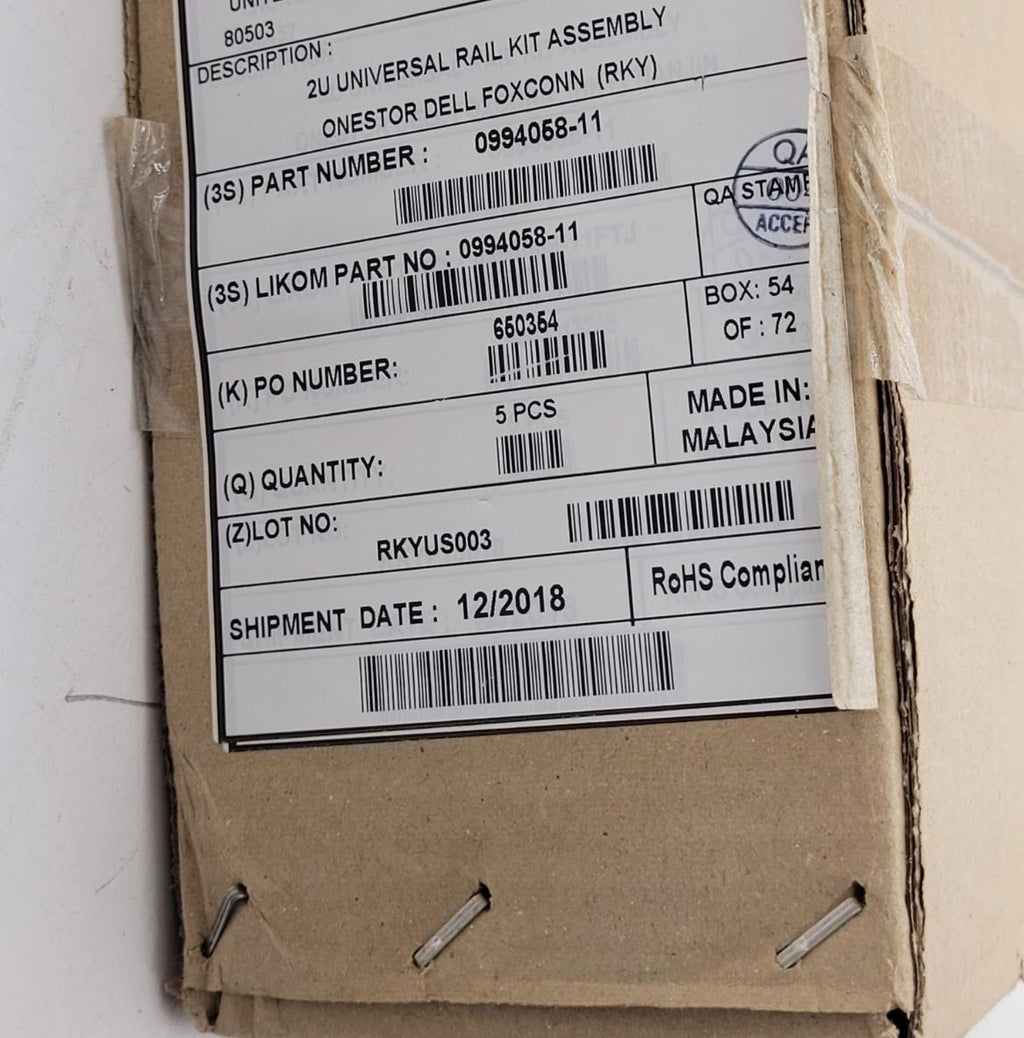 80503
DESCRIPTION :
2U UNIVERSAL RAIL KIT ASSEMBLY
ONESTOR DELL FOXCONN (RKY)
(3S) PART NUMBER : 0994058-11
QA STAMP
QA
ACCEP
(3S) LIKOM PART NO : 0994058-11
BOX: 54
OF : 72
(K) PO NUMBER: 650354
MADE IN:
MALAYSIA
(Q) QUANTITY: 5 PCS
(Z)LOT NO: RKYUS003
SHIPMENT DATE : 12/2018
RoHS Complian